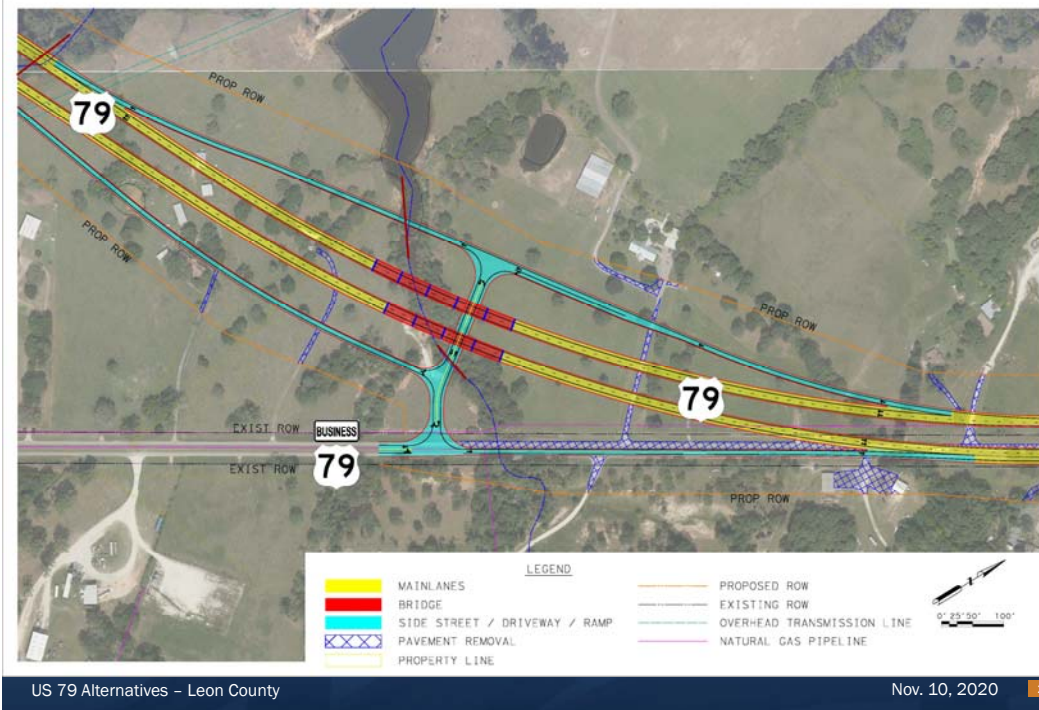 PROP ROW
79
PROP ROW
PROP ROW
79
EXIST ROW
BUSINESS
79
EXIST ROW
PROP ROW
LEGEND
MAINLANES
BRIDGE
SIDE STREET / DRIVEWAY / RAMP
PAVEMENT REMOVAL
PROPERTY LINE
PROPOSED ROW
EXISTING ROW
OVERHEAD TRANSMISSION LINE
NATURAL GAS PIPELINE
0' 25' 50' 100'
US 79 Alternatives – Leon County
Nov. 10, 2020